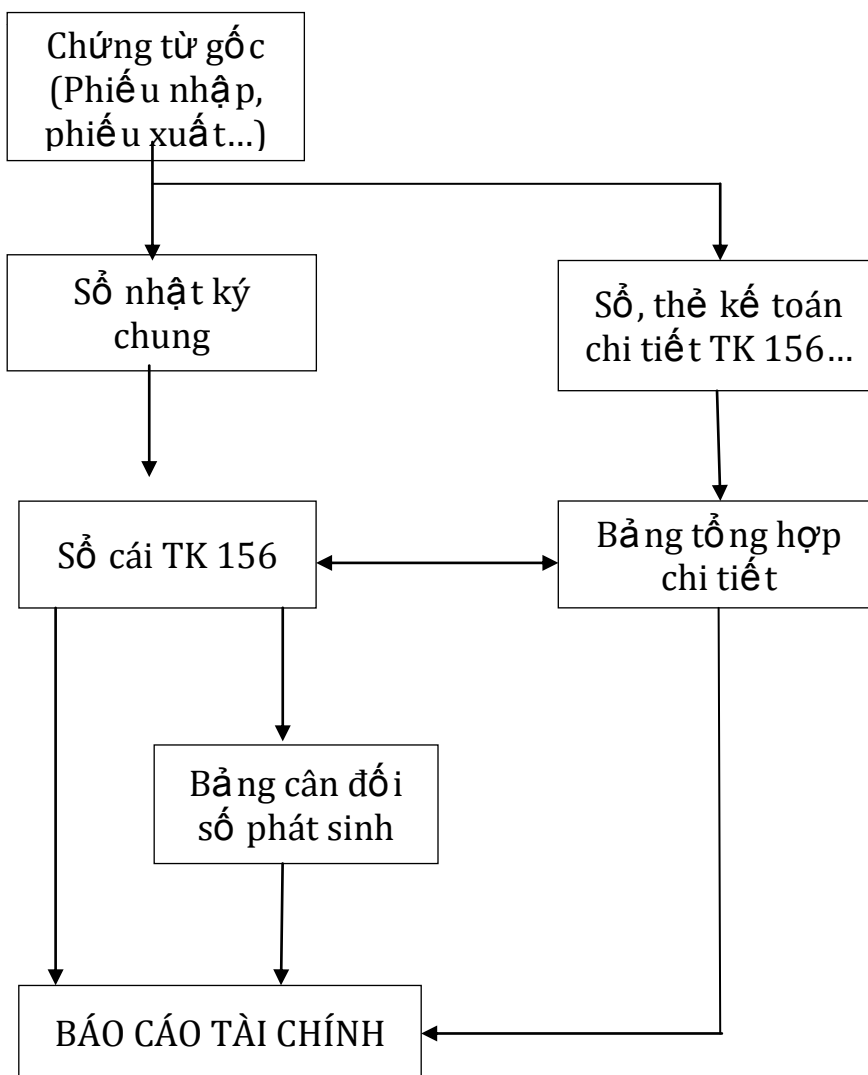 Chứng từ gốc
(Phiếu nhập,
phiếu xuất...)
Sổ nhật ký
chung
Sổ, thẻ kế toán
chi tiết TK 156...
Sổ cái TK 156
Bảng tổng hợp
chi tiết
Bảng cân đối
số phát sinh
BÁO CÁO TÀI CHÍNH